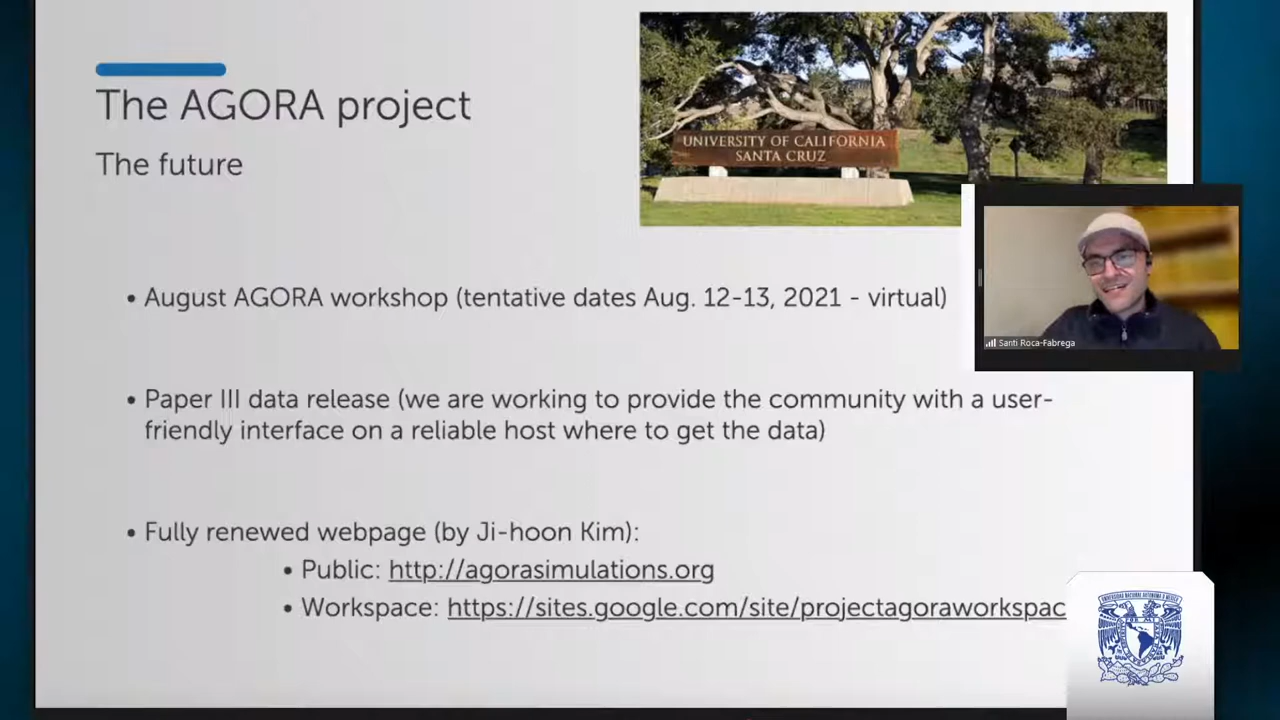 The AGORA project
The future
UNIVERSITY OF CALIFORNIA
SANTA CRUZ
Santi Roca-Fabrega
• August AGORA workshop (tentative dates Aug. 12-13, 2021 - virtual)
• Paper III data release (we are working to provide the community with a user-
friendly interface on a reliable host where to get the data)
• Fully renewed webpage (by Ji-hoon Kim):
• Public: http://agorasimulations.org
• Workspace: https://sites.google.com/site/projectagoraworkspac